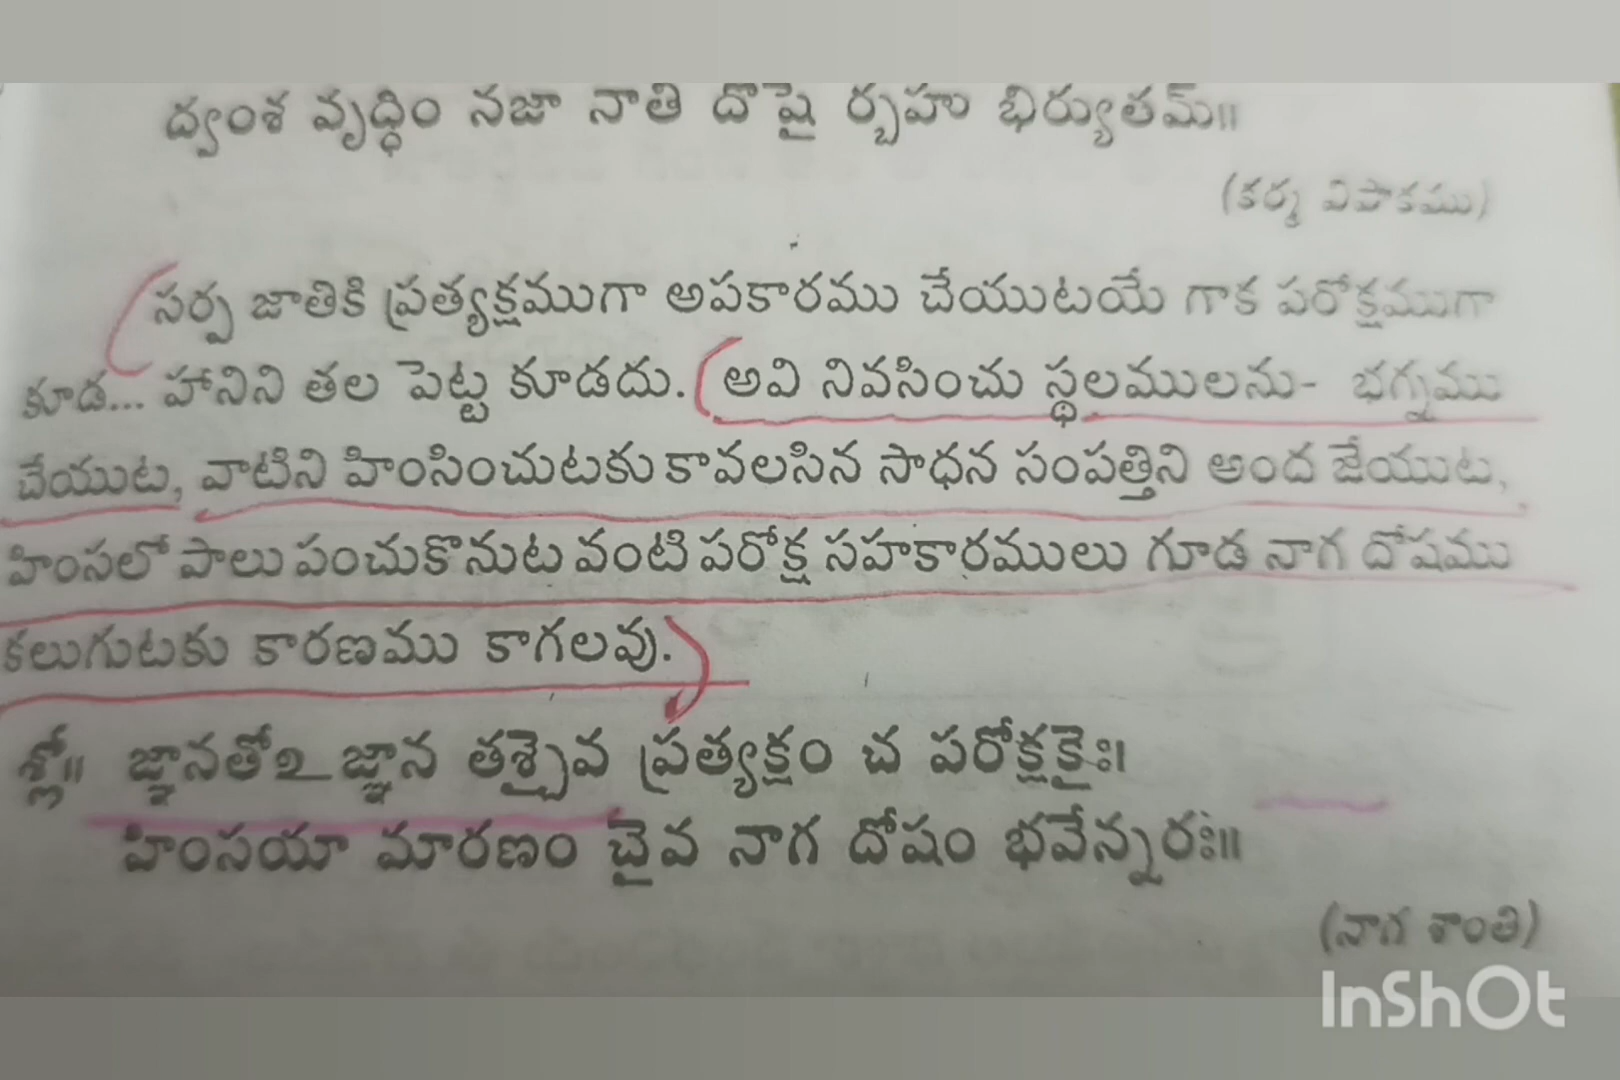 ద్వంశ వృద్ధిం నజా నాతి దోషై ర్బహు భిర్యుతమ్॥
(కర్మ విపాకము)
సర్ప జాతికి ప్రత్యక్షముగా అపకారము చేయుటయే గాక పరోక్షముగా
కూడ... హానిని తల పెట్ట కూడదు. (అవి నివసించు స్థలములను- భగ్నము
చేయుట, వాటిని హింసించుటకు కావలసిన సాధన సంపత్తిని అంద జేయుట,
హింసలో పాలు పంచుకొనుట వంటి పరోక్ష సహకారములు గూడ నాగ దోషము
కలుగుటకు కారణము కాగలవు.)
శ్లో॥ జ్ఞానతోఽ జ్ఞాన తశ్చైవ ప్రత్యక్షం చ పరోక్షకైః।
హింసయా మారణం చైవ నాగ దోషం భవేన్నరః॥
(నాగ శాంతి)
InShOt